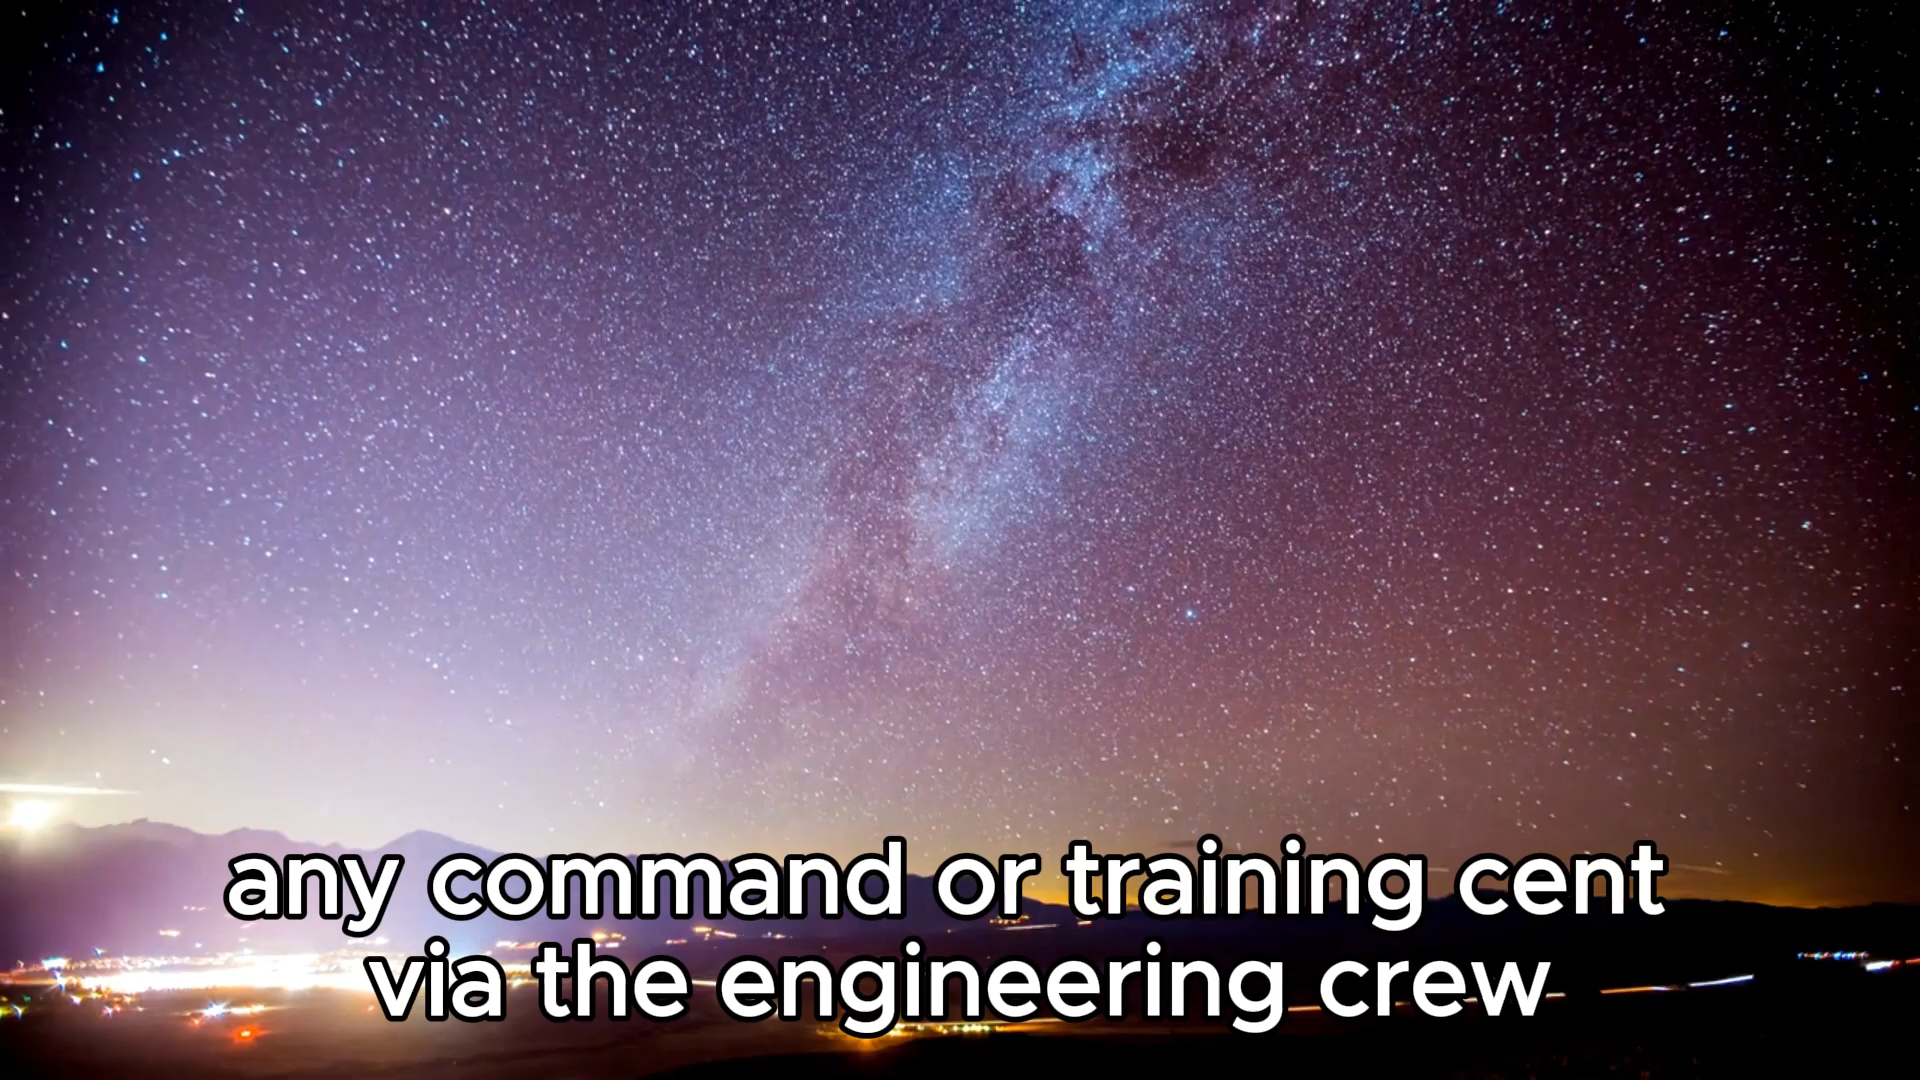 any command or training cent
via the engineering crew